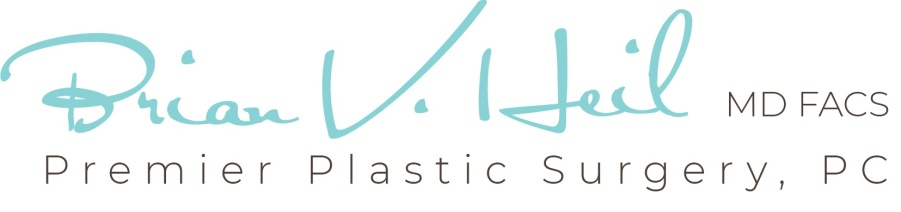 Brian V. Heil MD FACS
Premier Plastic Surgery, PC